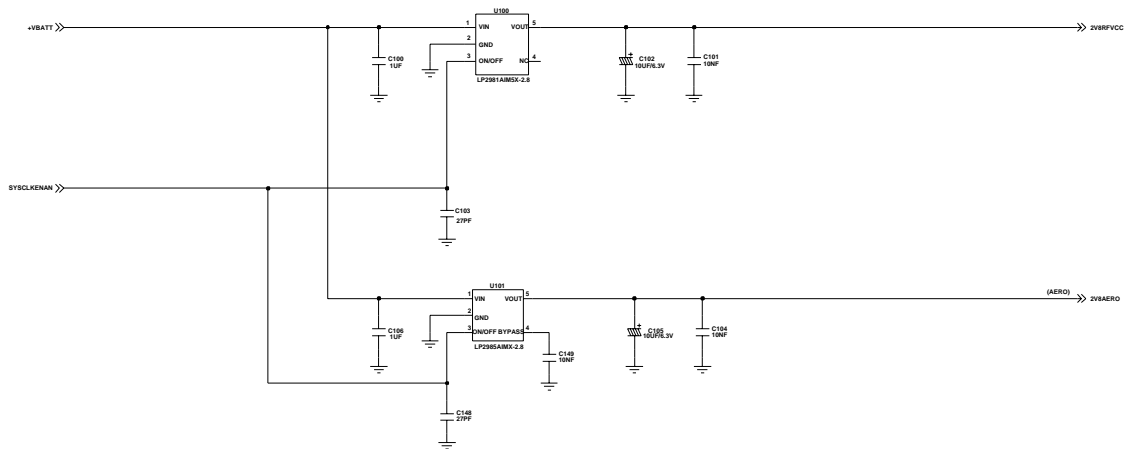 U100
+VBATT
1
VIN
VOUT
5
2V8RFVCC
2
GND
3
ON/OFF
NC
4
C100
1UF
LP2981AIM5X-2.8
+
C102
10UF/6.3V
C101
10NF
SYSCLKENAN
C103
27PF
U101
1
VIN
VOUT
5
(AERO)
2V8AERO
2
GND
3
ON/OFF
BYPASS
4
C106
1UF
LP2985AIMX-2.8
C149
10NF
+
C105
10UF/6.3V
C104
10NF
C148
27PF